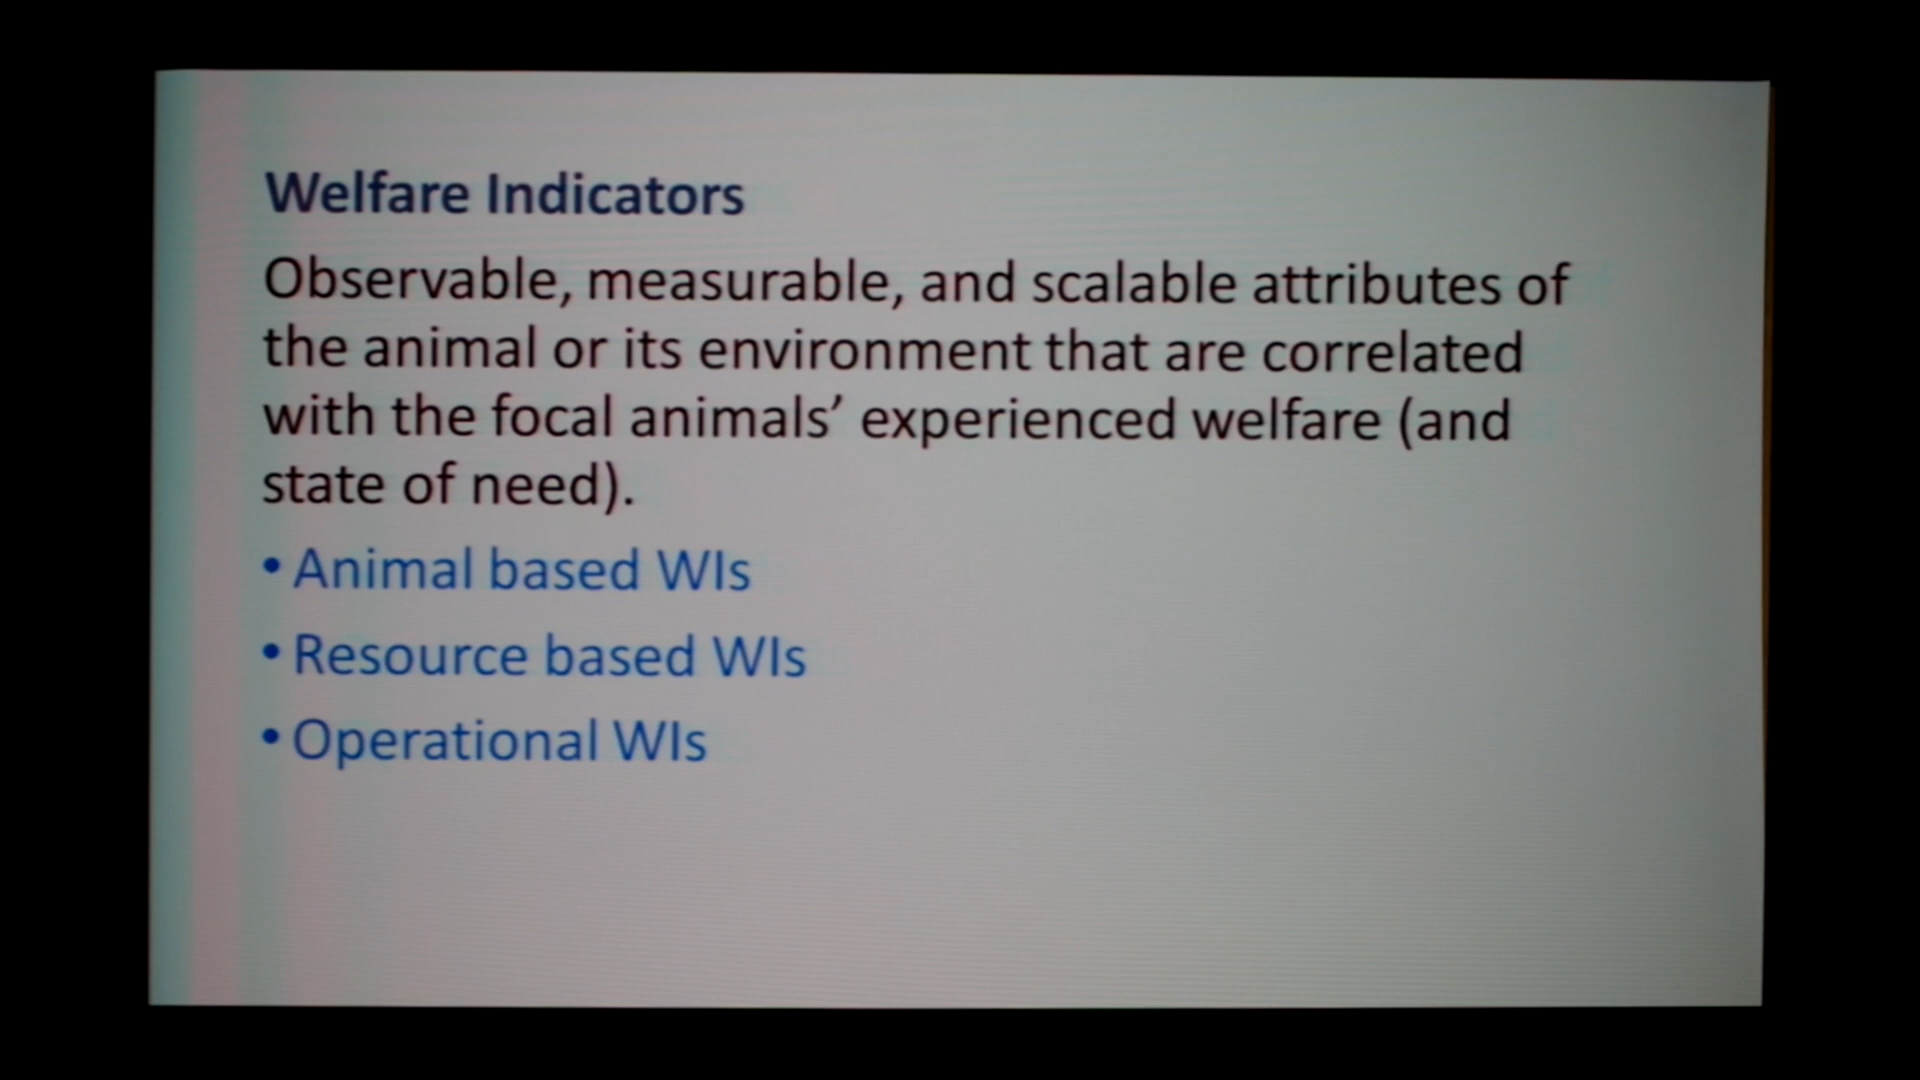 Welfare Indicators
Observable, measurable, and scalable attributes of
the animal or its environment that are correlated
with the focal animals’ experienced welfare (and
state of need).
• Animal based WIs
• Resource based WIs
• Operational WIs